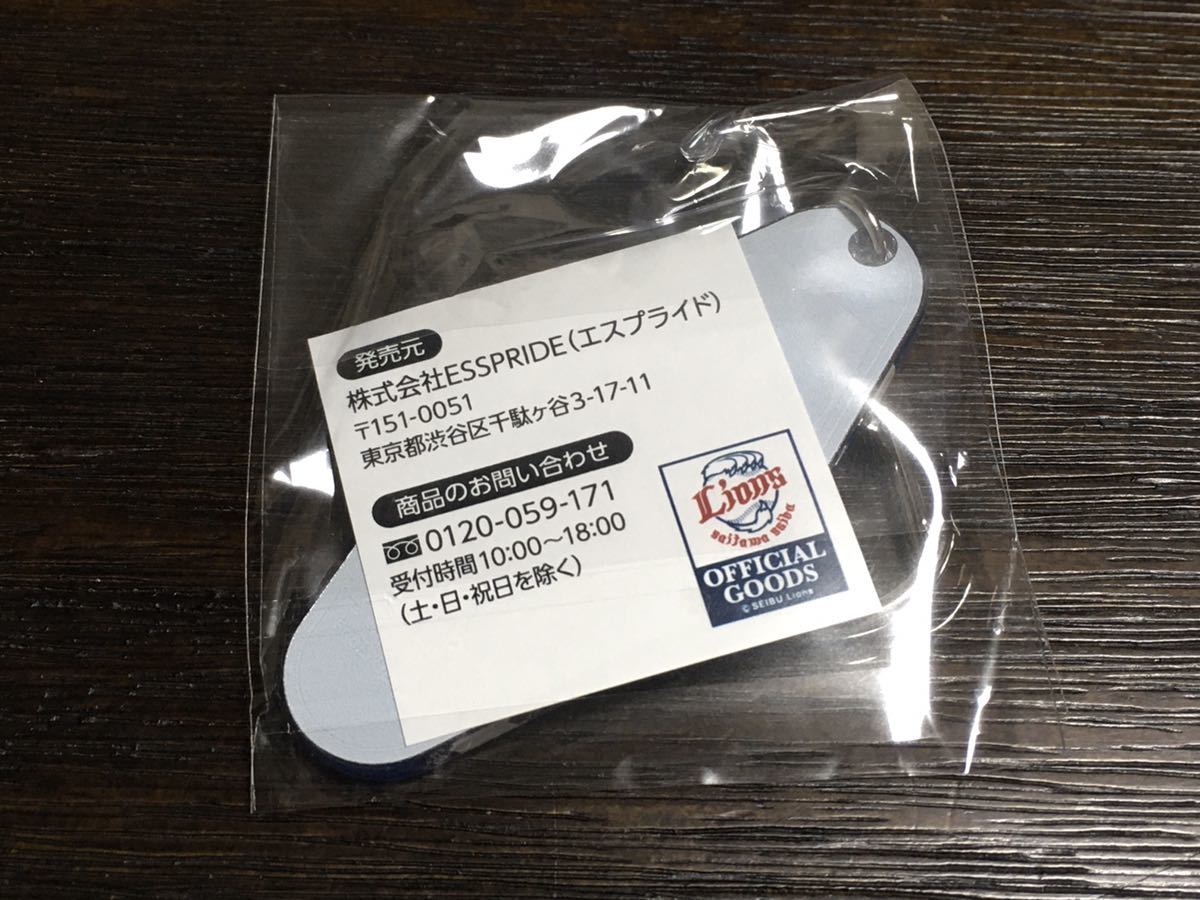 発売元
株式会社ESSPRIDE(エスプライド)
〒151-0051
東京都渋谷区千駄ヶ谷3-17-11
商品のお問い合わせ
0120-059-171
受付時間10:00〜18:00
(土・日・祝日を除く)
Lions
saitama seibu
OFFICIAL
GOODS
© SEIBU Lions